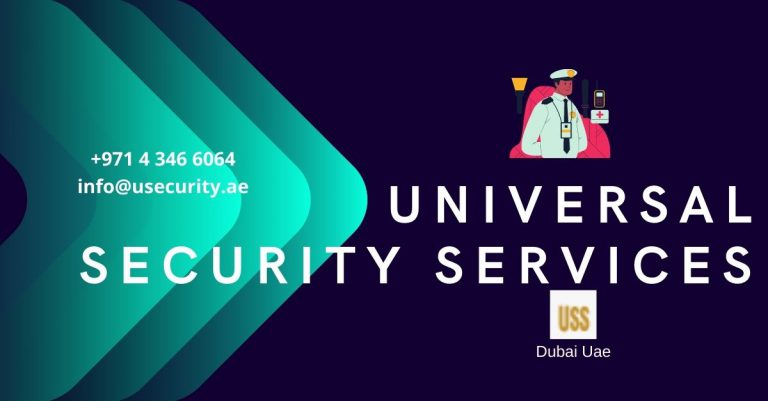 +971 4 346 6064
info@usecurity.ae
UNIVERSAL
SECURITY SERVICES
USS
Dubai Uae